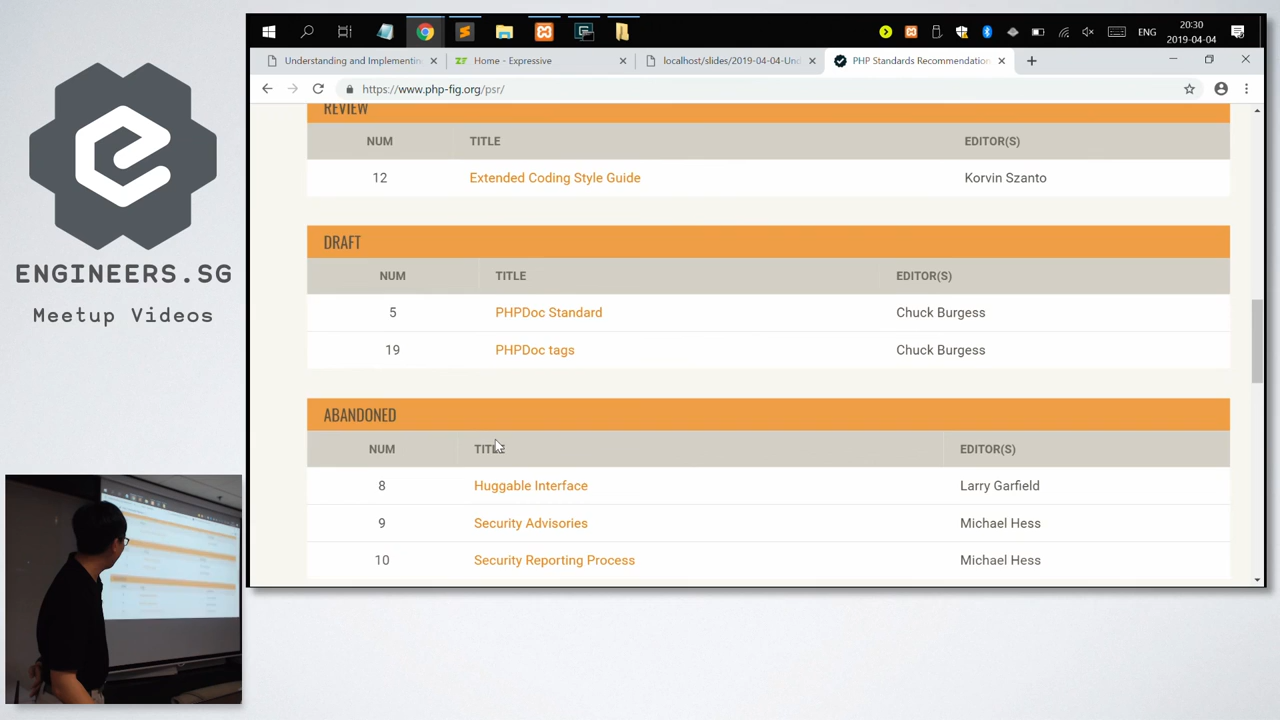 20:30
ENG
2019-04-04
Understanding and Implementin
Home - Expressive
localhost/slides/2019-04-04-Und
PHP Standards Recommendation
https://www.php-fig.org/psr/
REVIEW
NUM TITLE EDITOR(S)
12 Extended Coding Style Guide Korvin Szanto
DRAFT
NUM TITLE EDITOR(S)
5 PHPDoc Standard Chuck Burgess
19 PHPDoc tags Chuck Burgess
ABANDONED
NUM TITLE EDITOR(S)
8 Huggable Interface Larry Garfield
9 Security Advisories Michael Hess
10 Security Reporting Process Michael Hess
ENGINEERS.SG
Meetup Videos